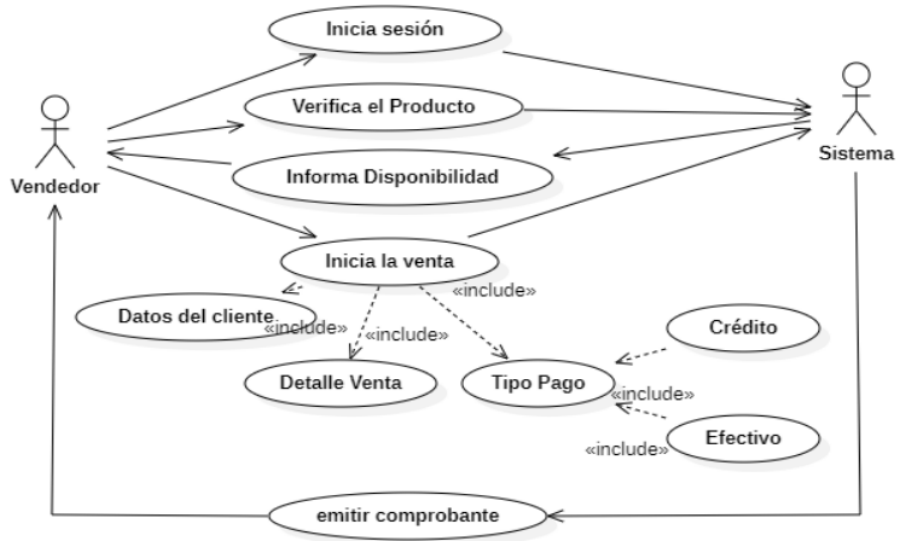 Inicia sesión
Verifica el Producto
Sistema
Informa Disponibilidad
Vendedor
Inicia la venta
«include»
Datos del cliente
«include»
«include»
Crédito
Detalle Venta
Tipo Pago
«include»
Efectivo
«include»
emitir comprobante